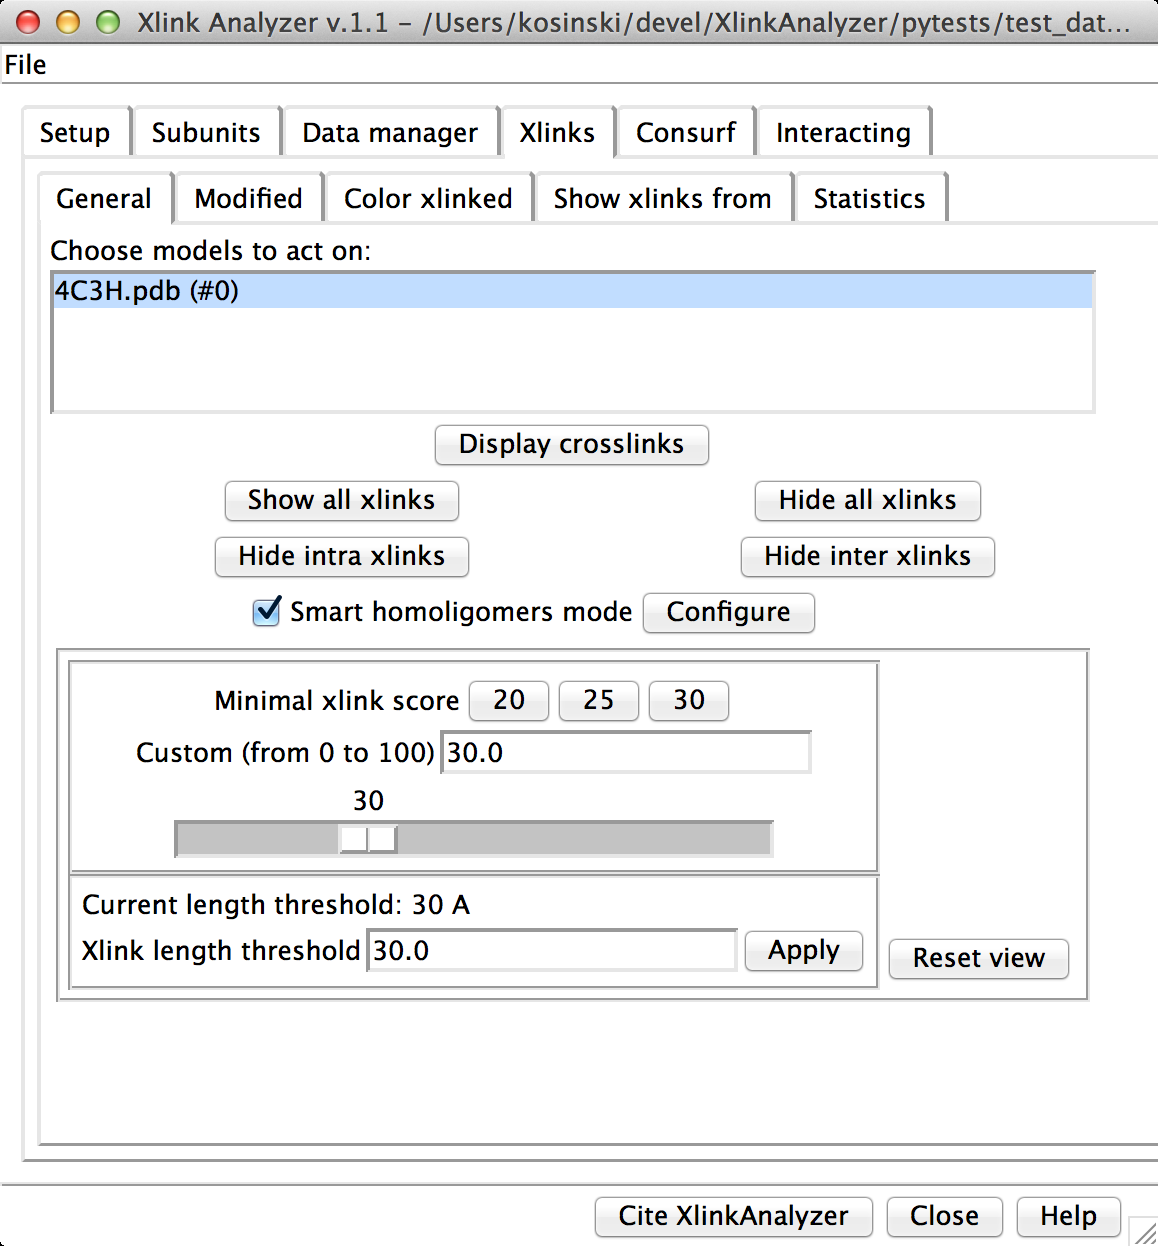 Xlink Analyzer v.1.1 – /Users/kosinski/devel/XlinkAnalyzer/pytests/test_dat...
File
Setup Subunits Data manager Xlinks Consurf Interacting
General Modified Color xlinked Show xlinks from Statistics
Choose models to act on:
4C3H.pdb (#0)
Display crosslinks
Show all xlinks Hide all xlinks
Hide intra xlinks Hide inter xlinks
Smart homoligomers mode Configure
Minimal xlink score 20 25 30
Custom (from 0 to 100) 30.0
30
Current length threshold: 30 A
Xlink length threshold 30.0 Apply Reset view
Cite XlinkAnalyzer Close Help